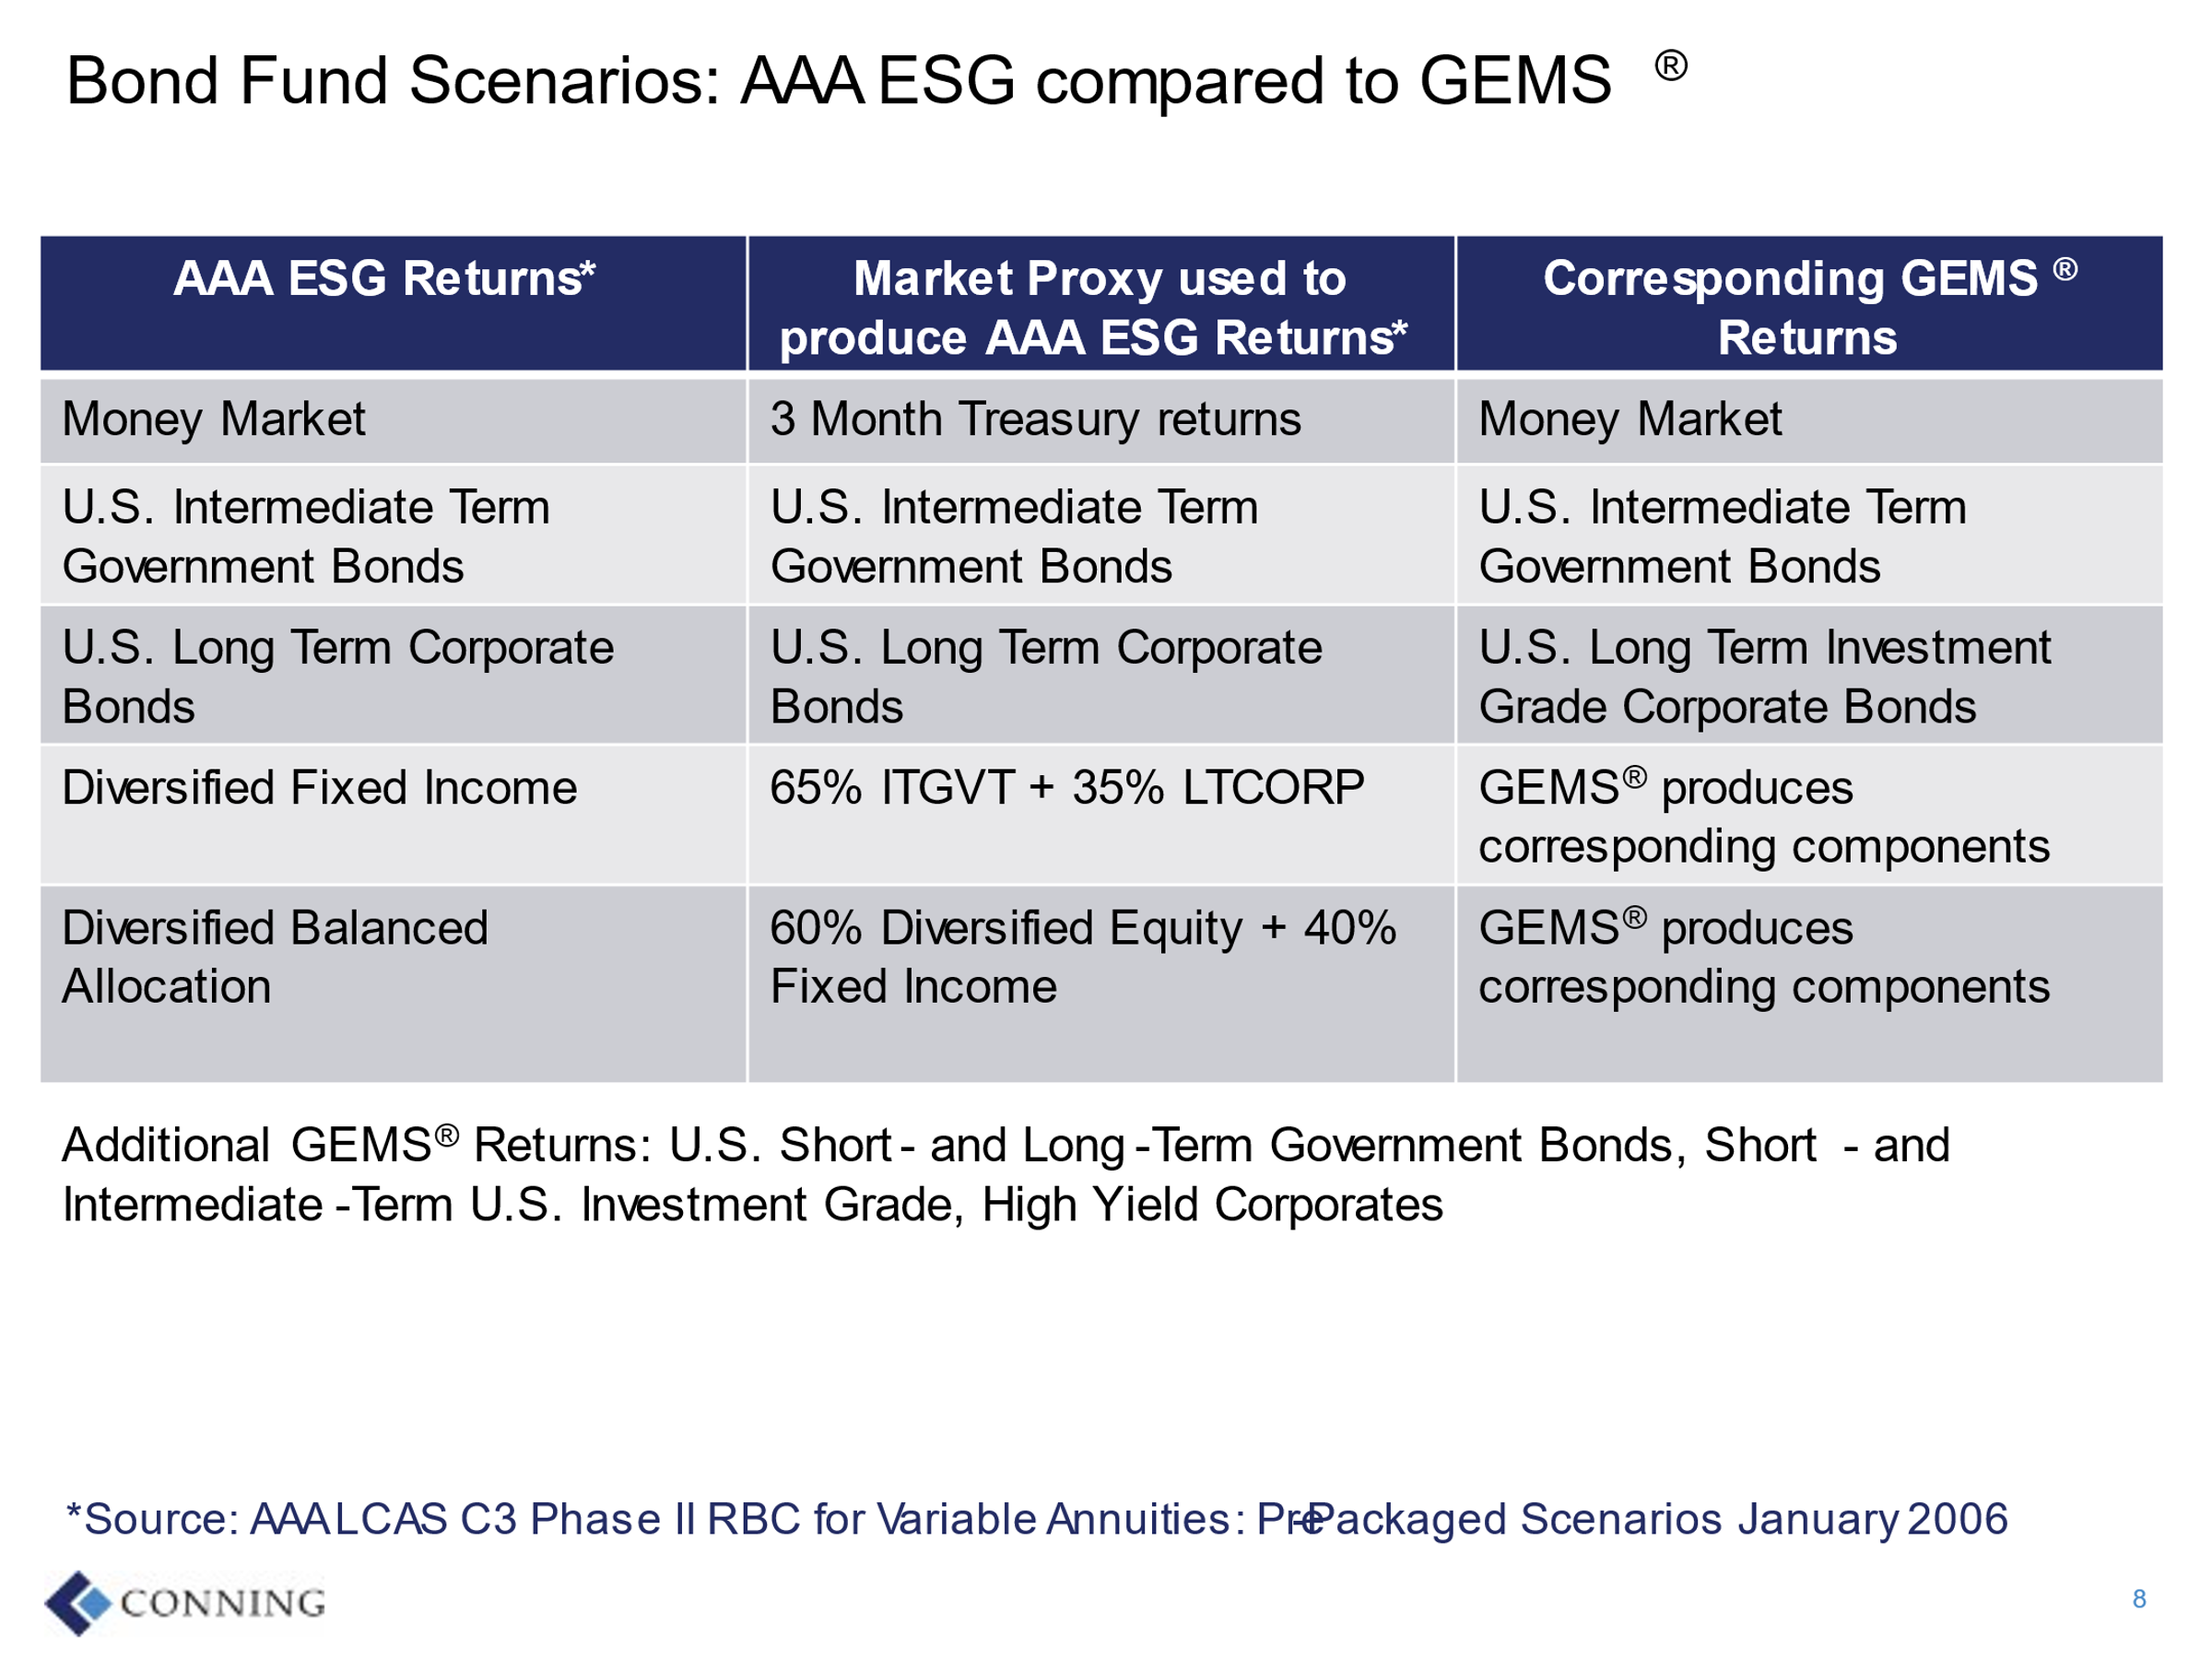 Bond Fund Scenarios: AAA ESG compared to GEMS ®
AAA ESG Returns*
Market Proxy used to
produce AAA ESG Returns*
Corresponding GEMS ®
Returns
Money Market
3 Month Treasury returns
Money Market
U.S. Intermediate Term
Government Bonds
U.S. Intermediate Term
Government Bonds
U.S. Intermediate Term
Government Bonds
U.S. Long Term Corporate
Bonds
U.S. Long Term Corporate
Bonds
U.S. Long Term Investment
Grade Corporate Bonds
Diversified Fixed Income
65% ITGVT + 35% LTCORP
GEMS® produces
corresponding components
Diversified Balanced
Allocation
60% Diversified Equity + 40%
Fixed Income
GEMS® produces
corresponding components
Additional GEMS® Returns: U.S. Short- and Long-Term Government Bonds, Short - and
Intermediate-Term U.S. Investment Grade, High Yield Corporates
*Source: AAA LCAS C3 Phase II RBC for Variable Annuities: Pre-Packaged Scenarios January 2006
CONNING
8